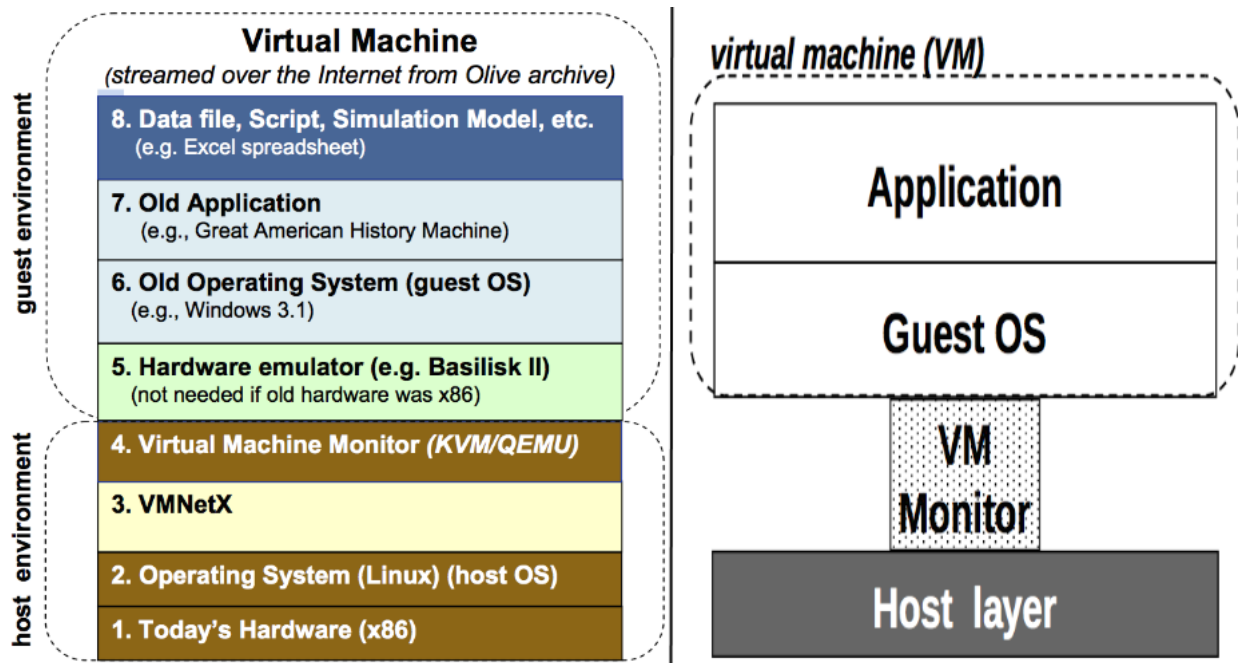 Virtual Machine
(streamed over the Internet from Olive archive)
guest environment
8. Data file, Script, Simulation Model, etc.
(e.g. Excel spreadsheet)
7. Old Application
(e.g., Great American History Machine)
6. Old Operating System (guest OS)
(e.g., Windows 3.1)
5. Hardware emulator (e.g. Basilisk II)
(not needed if old hardware was x86)
host environment
4. Virtual Machine Monitor (KVM/QEMU)
3. VMNetX
2. Operating System (Linux) (host OS)
1. Today's Hardware (x86)
virtual machine (VM)
Application
Guest OS
VM
Monitor
Host layer